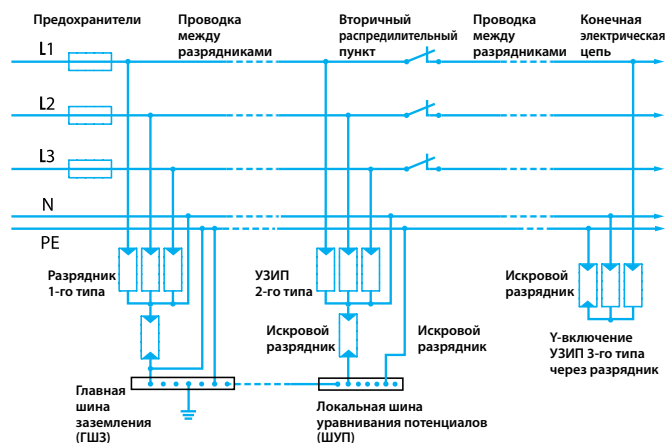 Предохранители
Проводка
между
разрядниками
Вторичный
распредилительный
пункт
Проводка
между
разрядниками
Конечная
электрическая
цепь
L1
L2
L3
N
PE
Разрядник
1-го типа
УЗИП
2-го типа
Искровой
разрядник
Искровой
разрядник
Искровой
разрядник
Y-включение
УЗИП 3-го типа
через разрядник
Главная
шина
заземления
(ГШЗ)
Локальная шина
уравнивания потенциалов
(ШУП)